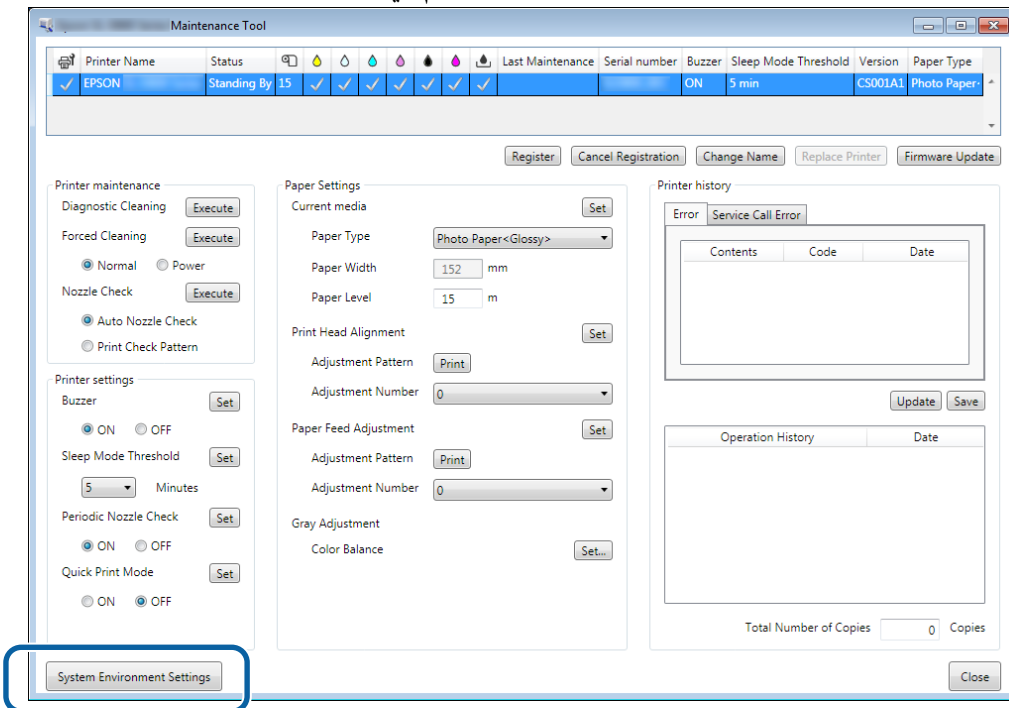 Maintenance Tool
Printer Name Status Last Maintenance Serial number Buzzer Sleep Mode Threshold Version Paper Type
EPSON Standing By 15 ON 5 min CS001A1 Photo Paper
Register Cancel Registration Change Name Replace Printer Firmware Update
Printer maintenance
Diagnostic Cleaning Execute
Forced Cleaning Execute
Normal Power
Nozzle Check Execute
Auto Nozzle Check
Print Check Pattern
Printer settings
Buzzer Set
ON OFF
Sleep Mode Threshold Set
5 Minutes
Periodic Nozzle Check Set
ON OFF
Quick Print Mode Set
ON OFF
Paper Settings
Current media Set
Paper Type Photo Paper<Glossy>
Paper Width 152 mm
Paper Level 15 m
Print Head Alignment Set
Adjustment Pattern Print
Adjustment Number 0
Paper Feed Adjustment Set
Adjustment Pattern Print
Adjustment Number 0
Gray Adjustment
Color Balance Set...
Printer history
Error Service Call Error
Contents Code Date
Update Save
Operation History Date
Total Number of Copies 0 Copies
System Environment Settings Close